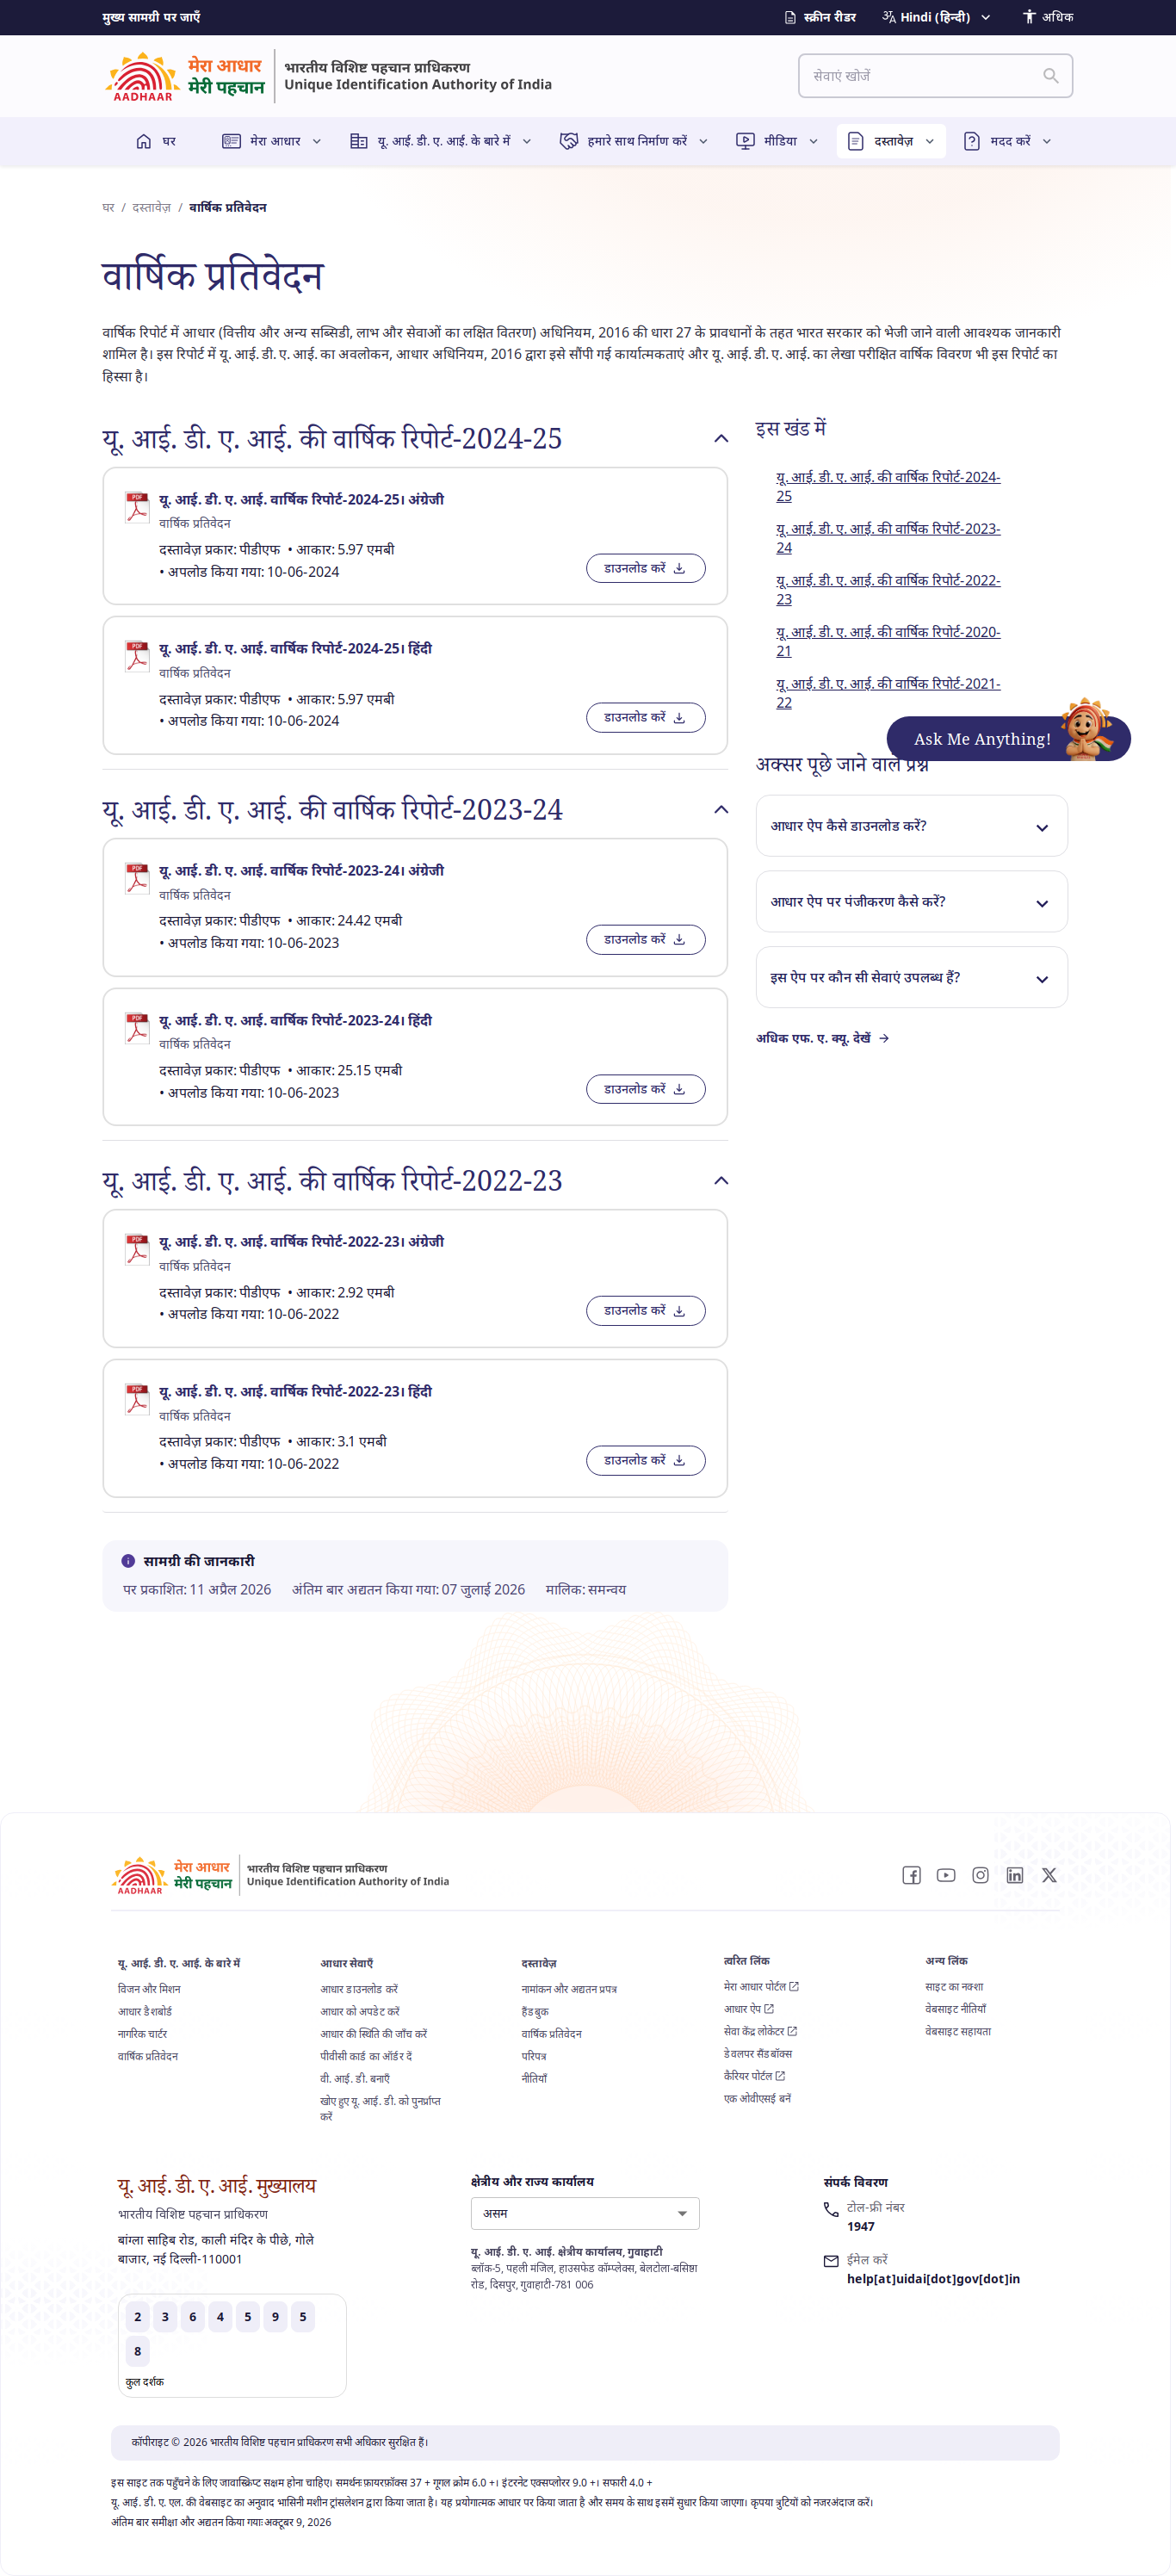 मुख्य सामग्री पर जाएँ
स्क्रीन रीडर
Hindi (हिन्दी)
अधिक
AADHAAR
मेरा आधार
मेरी पहचान
भारतीय विशिष्ट पहचान प्राधिकरण
Unique Identification Authority of India
सेवाएं खोजें
घर
मेरा आधार
यू. आई. डी. ए. आई. के बारे में
हमारे साथ निर्माण करें
मीडिया
दस्तावेज़
मदद करें
घर / दस्तावेज़ / वार्षिक प्रतिवेदन
वार्षिक प्रतिवेदन
वार्षिक रिपोर्ट में आधार (वित्तीय और अन्य सब्सिडी, लाभ और सेवाओं का लक्षित वितरण) अधिनियम, 2016 की धारा 27 के प्रावधानों के तहत भारत सरकार को भेजी जाने वाली आवश्यक जानकारी
शामिल है। इस रिपोर्ट में यू. आई. डी. ए. आई. का अवलोकन, आधार अधिनियम, 2016 द्वारा इसे सौंपी गई कार्यात्मकताएं और यू. आई. डी. ए. आई. का लेखा परीक्षित वार्षिक विवरण भी इस रिपोर्ट का
हिस्सा है।
यू. आई. डी. ए. आई. की वार्षिक रिपोर्ट-2024-25
PDF
यू. आई. डी. ए. आई. वार्षिक रिपोर्ट-2024-25। अंग्रेजी
वार्षिक प्रतिवेदन
दस्तावेज़ प्रकार: पीडीएफ • आकार: 5.97 एमबी
• अपलोड किया गया: 10-06-2024
डाउनलोड करें
PDF
यू. आई. डी. ए. आई. वार्षिक रिपोर्ट-2024-25। हिंदी
वार्षिक प्रतिवेदन
दस्तावेज़ प्रकार: पीडीएफ • आकार: 5.97 एमबी
• अपलोड किया गया: 10-06-2024
डाउनलोड करें
यू. आई. डी. ए. आई. की वार्षिक रिपोर्ट-2023-24
PDF
यू. आई. डी. ए. आई. वार्षिक रिपोर्ट-2023-24। अंग्रेजी
वार्षिक प्रतिवेदन
दस्तावेज़ प्रकार: पीडीएफ • आकार: 24.42 एमबी
• अपलोड किया गया: 10-06-2023
डाउनलोड करें
PDF
यू. आई. डी. ए. आई. वार्षिक रिपोर्ट-2023-24। हिंदी
वार्षिक प्रतिवेदन
दस्तावेज़ प्रकार: पीडीएफ • आकार: 25.15 एमबी
• अपलोड किया गया: 10-06-2023
डाउनलोड करें
यू. आई. डी. ए. आई. की वार्षिक रिपोर्ट-2022-23
PDF
यू. आई. डी. ए. आई. वार्षिक रिपोर्ट-2022-23। अंग्रेजी
वार्षिक प्रतिवेदन
दस्तावेज़ प्रकार: पीडीएफ • आकार: 2.92 एमबी
• अपलोड किया गया: 10-06-2022
डाउनलोड करें
PDF
यू. आई. डी. ए. आई. वार्षिक रिपोर्ट-2022-23। हिंदी
वार्षिक प्रतिवेदन
दस्तावेज़ प्रकार: पीडीएफ • आकार: 3.1 एमबी
• अपलोड किया गया: 10-06-2022
डाउनलोड करें
सामग्री की जानकारी
पर प्रकाशित: 11 अप्रैल 2026
अंतिम बार अद्यतन किया गया: 07 जुलाई 2026
मालिक: समन्वय
इस खंड में
यू. आई. डी. ए. आई. की वार्षिक रिपोर्ट-2024-
25
यू. आई. डी. ए. आई. की वार्षिक रिपोर्ट-2023-
24
यू. आई. डी. ए. आई. की वार्षिक रिपोर्ट-2022-
23
यू. आई. डी. ए. आई. की वार्षिक रिपोर्ट-2020-
21
यू. आई. डी. ए. आई. की वार्षिक रिपोर्ट-2021-
22
Ask Me Anything!
अक्सर पूछे जाने वाले प्रश्न
आधार ऐप कैसे डाउनलोड करें?
आधार ऐप पर पंजीकरण कैसे करें?
इस ऐप पर कौन सी सेवाएं उपलब्ध हैं?
अधिक एफ. ए. क्यू. देखें
AADHAAR
मेरा आधार
मेरी पहचान
भारतीय विशिष्ट पहचान प्राधिकरण
Unique Identification Authority of India
यू. आई. डी. ए. आई. के बारे में
विजन और मिशन
आधार डैशबोर्ड
नागरिक चार्टर
वार्षिक प्रतिवेदन
आधार सेवाएँ
आधार डाउनलोड करें
आधार को अपडेट करें
आधार की स्थिति की जाँच करें
पीवीसी कार्ड का ऑर्डर दें
वी. आई. डी. बनाएँ
खोए हुए यू. आई. डी. को पुनर्प्राप्त
करें
दस्तावेज़
नामांकन और अद्यतन प्रपत्र
हैंडबुक
वार्षिक प्रतिवेदन
परिपत्र
नीतियाँ
त्वरित लिंक
मेरा आधार पोर्टल
आधार ऐप
सेवा केंद्र लोकेटर
डेवलपर सैंडबॉक्स
कैरियर पोर्टल
एक ओवीएसई बनें
अन्य लिंक
साइट का नक्शा
वेबसाइट नीतियाँ
वेबसाइट सहायता
यू. आई. डी. ए. आई. मुख्यालय
भारतीय विशिष्ट पहचान प्राधिकरण
बांग्ला साहिब रोड, काली मंदिर के पीछे, गोले
बाजार, नई दिल्ली-110001
2 3 6 4 5 9 5
8
कुल दर्शक
क्षेत्रीय और राज्य कार्यालय
असम
यू. आई. डी. ए. आई. क्षेत्रीय कार्यालय, गुवाहाटी
ब्लॉक-5, पहली मंजिल, हाउसफेड कॉम्प्लेक्स, बेलटोला-बसिष्ठा
रोड, दिसपुर, गुवाहाटी-781 006
संपर्क विवरण
टोल-फ्री नंबर
1947
ईमेल करें
help[at]uidai[dot]gov[dot]in
कॉपीराइट © 2026 भारतीय विशिष्ट पहचान प्राधिकरण सभी अधिकार सुरक्षित हैं।
इस साइट तक पहुँचने के लिए जावास्क्रिप्ट सक्षम होना चाहिए। समर्थनः फ़ायरफ़ॉक्स 37 + गूगल क्रोम 6.0 +। इंटरनेट एक्सप्लोरर 9.0 +। सफारी 4.0 +
यू. आई. डी. ए. एल. की वेबसाइट का अनुवाद भासिनी मशीन ट्रांसलेशन द्वारा किया जाता है। यह प्रयोगात्मक आधार पर किया जाता है और समय के साथ इसमें सुधार किया जाएगा। कृपया त्रुटियों को नजरअंदाज करें।
अंतिम बार समीक्षा और अद्यतन किया गयाः अक्टूबर 9, 2026